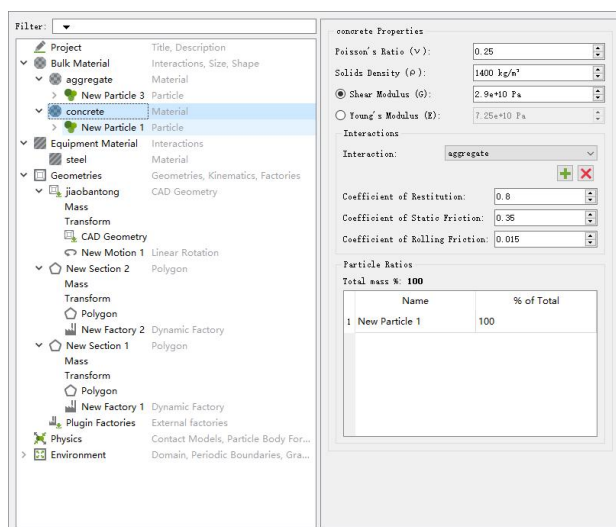 Filter:
Project Title, Description
Bulk Material Interactions, Size, Shape
aggregate Material
New Particle 3 Particle
concrete Material
New Particle 1 Particle
Equipment Material Interactions
steel Material
Geometries Geometries, Kinematics, Factories
jiaobantong CAD Geometry
Mass
Transform
CAD Geometry
New Motion 1 Linear Rotation
New Section 2 Polygon
Mass
Transform
Polygon
New Factory 2 Dynamic Factory
New Section 1 Polygon
Mass
Transform
Polygon
New Factory 1 Dynamic Factory
Plugin Factories External factories
Physics Contact Models, Particle Body For...
Environment Domain, Periodic Boundaries, Gra...
concrete Properties
Poisson's Ratio (ν): 0.25
Solids Density (ρ): 1400 kg/m³
Shear Modulus (G): 2.9e+10 Pa
Young's Modulus (E): 7.25e+10 Pa
Interactions
Interaction: aggregate
Coefficient of Restitution: 0.8
Coefficient of Static Friction: 0.35
Coefficient of Rolling Friction: 0.015
Particle Ratios
Total mass %: 100
Name % of Total
1 New Particle 1 100